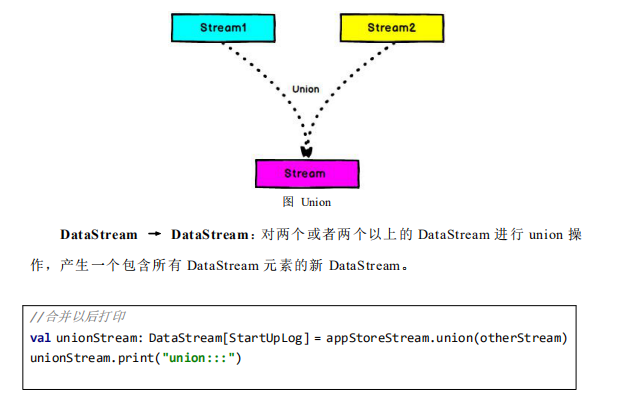 Stream1 Stream2
Union
Stream
图 Union
DataStream → DataStream：对两个或者两个以上的 DataStream 进行 union 操
作，产生一个包含所有 DataStream 元素的新 DataStream。
//合并以后打印
val unionStream: DataStream[StartUpLog] = appStoreStream.union(otherStream)
unionStream.print("union:::")